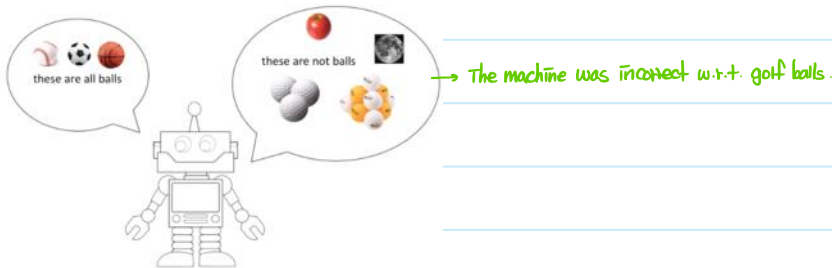 these are all balls
these are not balls
→ The machine was incorrect w.r.t. golf balls.